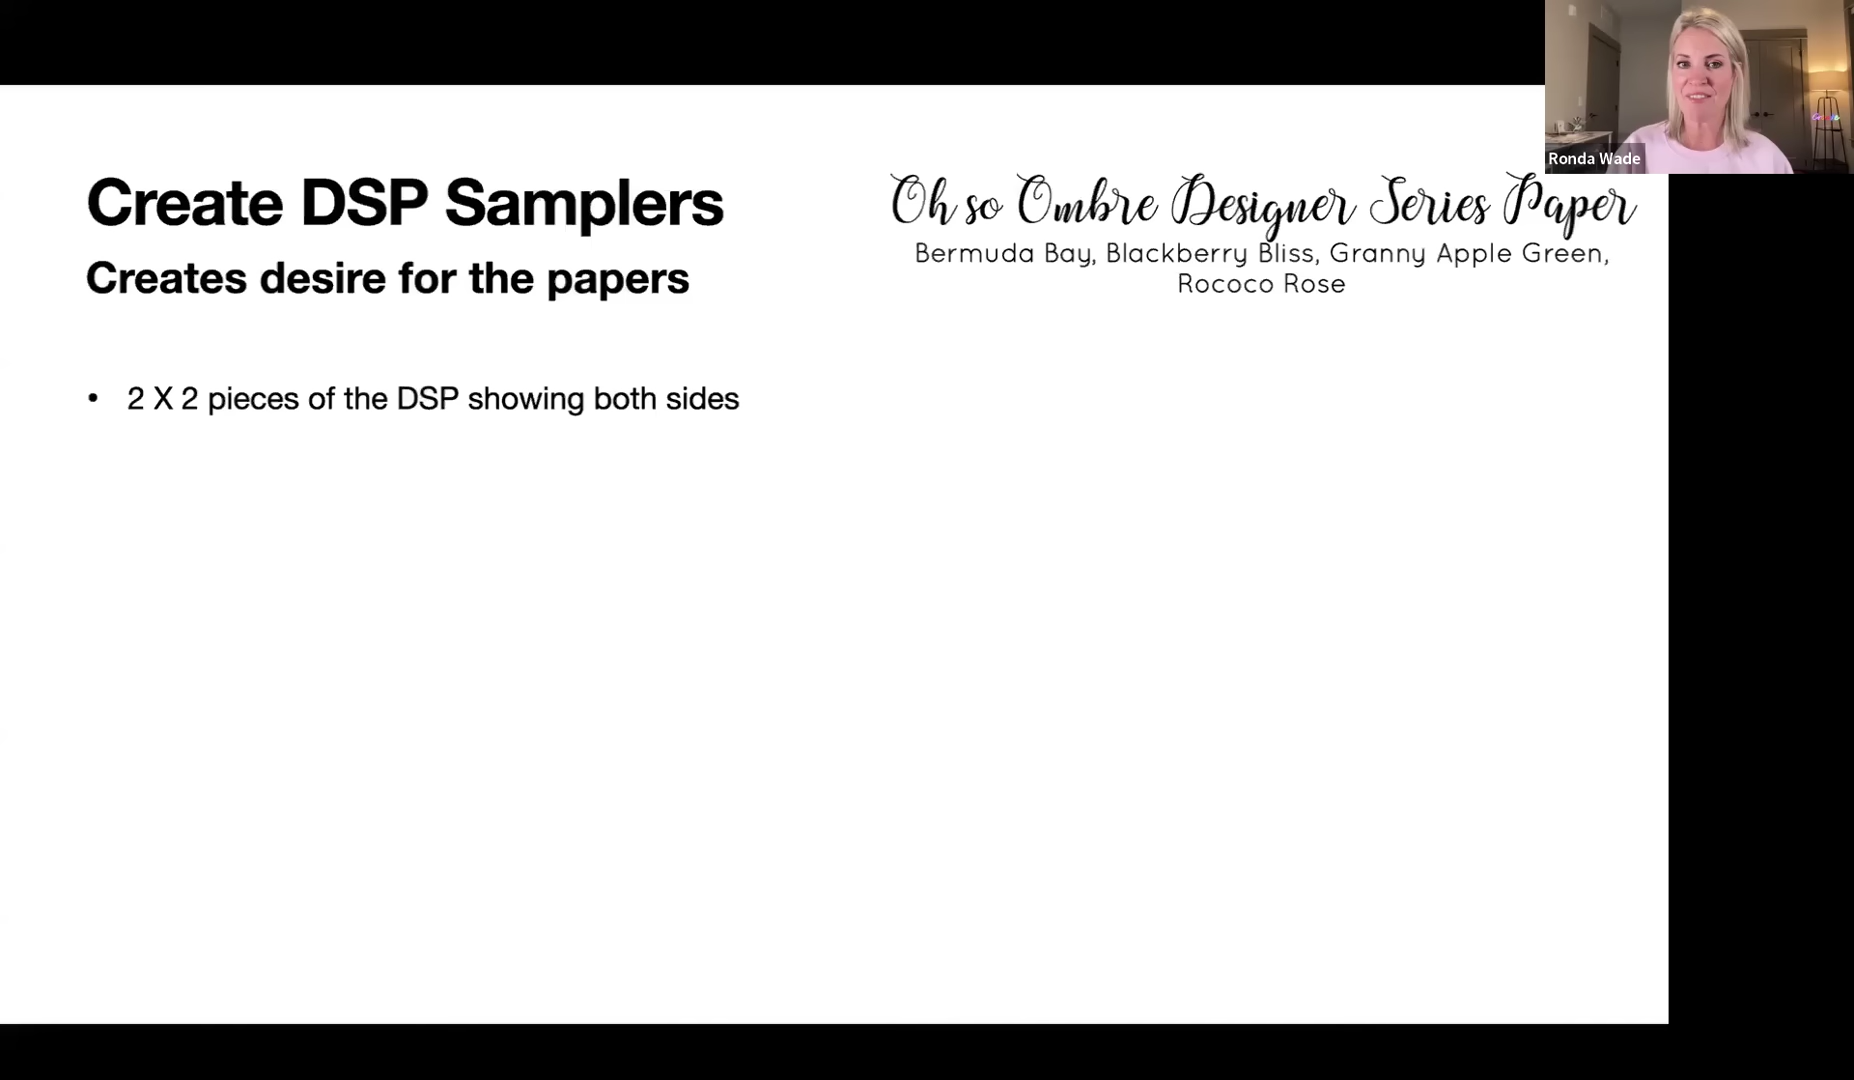 Create DSP Samplers
Creates desire for the papers
• 2 X 2 pieces of the DSP showing both sides
Oh so Ombre Designer Series Paper
Bermuda Bay, Blackberry Bliss, Granny Apple Green,
Rococo Rose
Ronda Wade